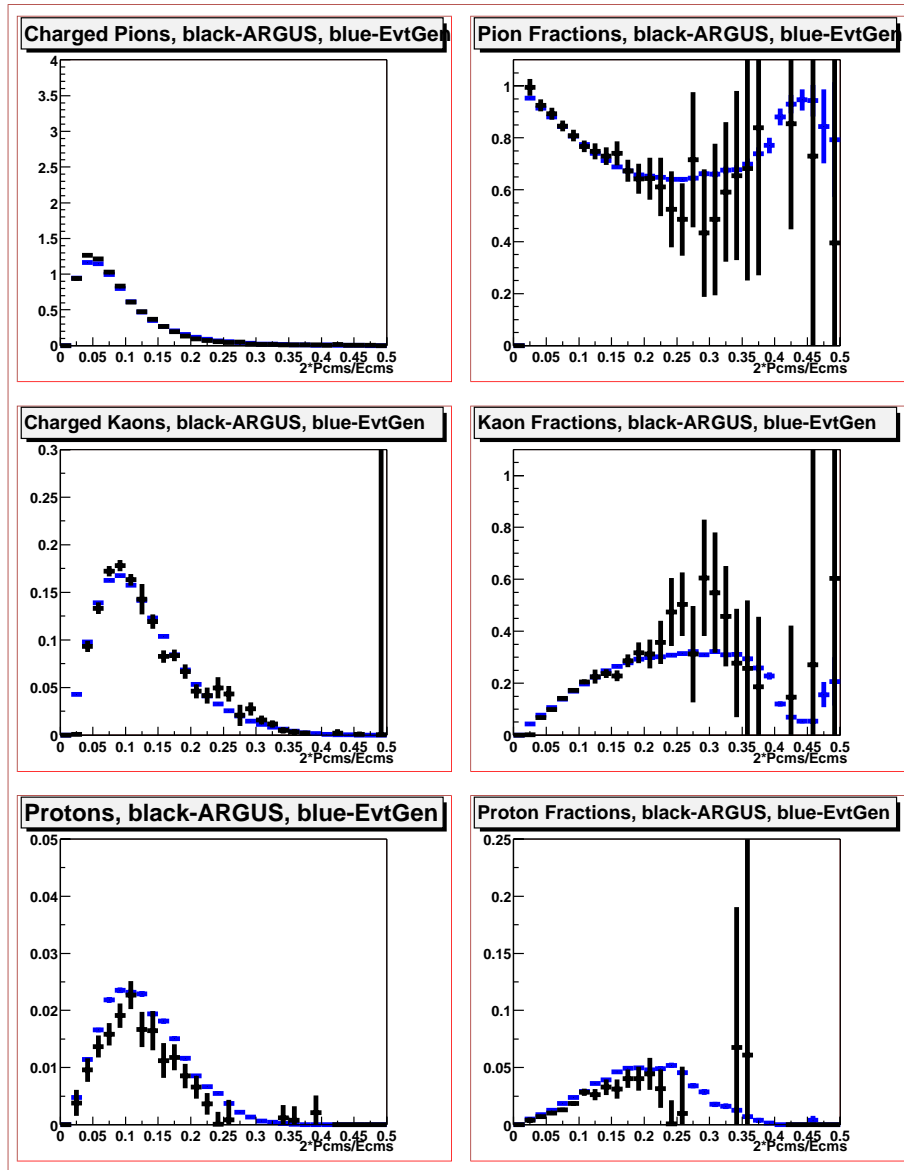 Charged Pions, black-ARGUS, blue-EvtGen
4
3.5
3
2.5
2
1.5
1
0.5
0
0 0.05 0.1 0.15 0.2 0.25 0.3 0.35 0.4 0.45 0.5
2*Pcms/Ecms
Pion Fractions, black-ARGUS, blue-EvtGen
1
0.8
0.6
0.4
0.2
0
0 0.05 0.1 0.15 0.2 0.25 0.3 0.35 0.4 0.45 0.5
2*Pcms/Ecms
Charged Kaons, black-ARGUS, blue-EvtGen
0.3
0.25
0.2
0.15
0.1
0.05
0
0 0.05 0.1 0.15 0.2 0.25 0.3 0.35 0.4 0.45 0.5
2*Pcms/Ecms
Kaon Fractions, black-ARGUS, blue-EvtGen
1
0.8
0.6
0.4
0.2
0
0 0.05 0.1 0.15 0.2 0.25 0.3 0.35 0.4 0.45 0.5
2*Pcms/Ecms
Protons, black-ARGUS, blue-EvtGen
0.05
0.04
0.03
0.02
0.01
0
0 0.05 0.1 0.15 0.2 0.25 0.3 0.35 0.4 0.45 0.5
2*Pcms/Ecms
Proton Fractions, black-ARGUS, blue-EvtGen
0.25
0.2
0.15
0.1
0.05
0
0 0.05 0.1 0.15 0.2 0.25 0.3 0.35 0.4 0.45 0.5
2*Pcms/Ecms